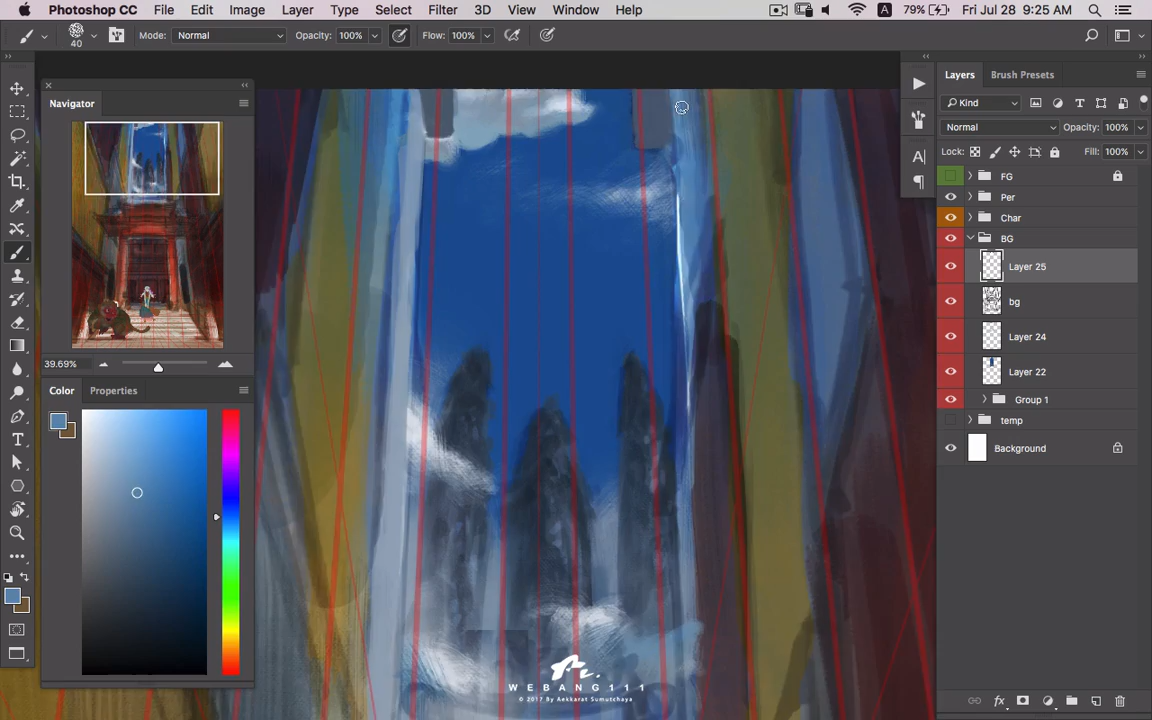 Photoshop CC File Edit Image Layer Type Select Filter 3D View Window Help A 79% Fri Jul 28 9:25 AM
40 Mode: Normal Opacity: 100% Flow: 100%
Navigator
39.69%
Color Properties
Layers Brush Presets
Kind
Normal Opacity: 100%
Lock: Fill: 100%
FG
Per
Char
BG
Layer 25
bg
Layer 24
Layer 22
Group 1
temp
Background
WEBANG111
© 2017 By Aekkarat Sumutchaya